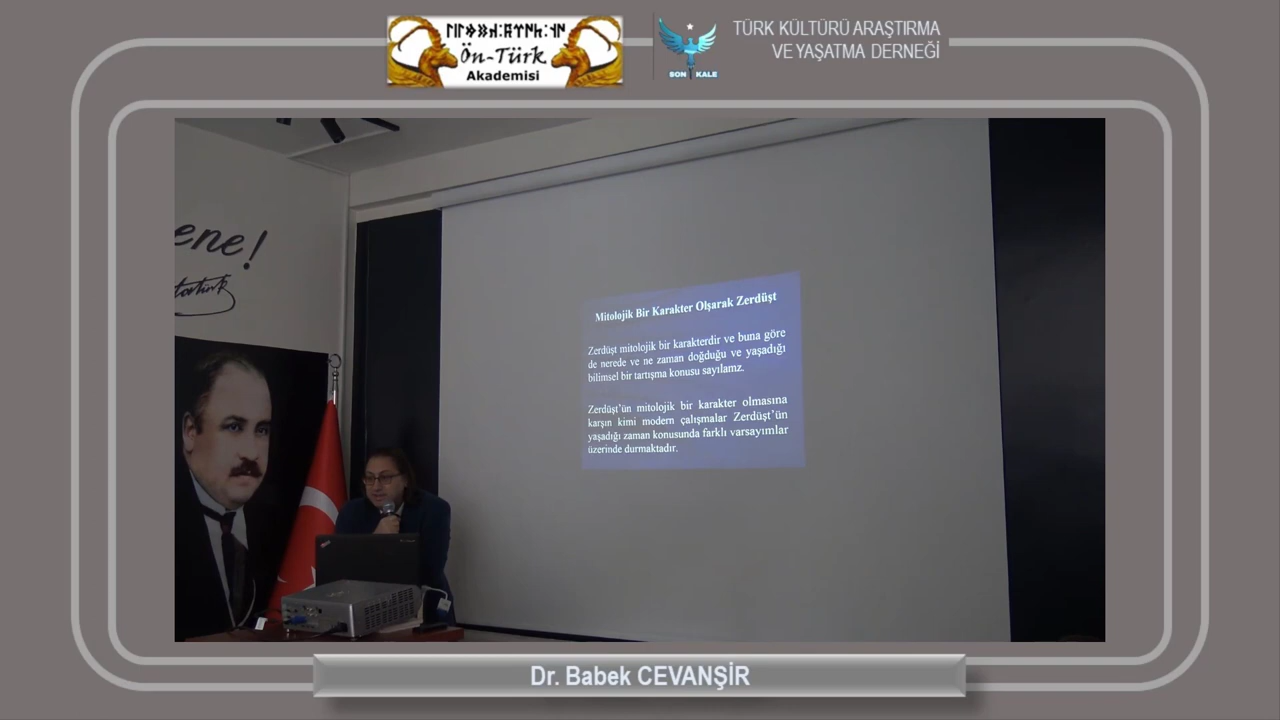 Ön-Türk
Akademisi
SON KALE
TÜRK KÜLTÜRÜ ARAŞTIRMA
VE YAŞATMA DERNEĞİ
ene!
Mitolojik Bir Karakter Olşarak Zerdüşt
Zerdüşt mitolojik bir karakterdir ve buna göre
de nerede ve ne zaman doğduğu ve yaşadığı
bilimsel bir tartışma konusu sayılamz.
Zerdüşt'ün mitolojik bir karakter olmasına
karşın kimi modern çalışmalar Zerdüşt'ün
yaşadığı zaman konusunda farklı varsayımlar
üzerinde durmaktadır.
Dr. Babek CEVANŞİR